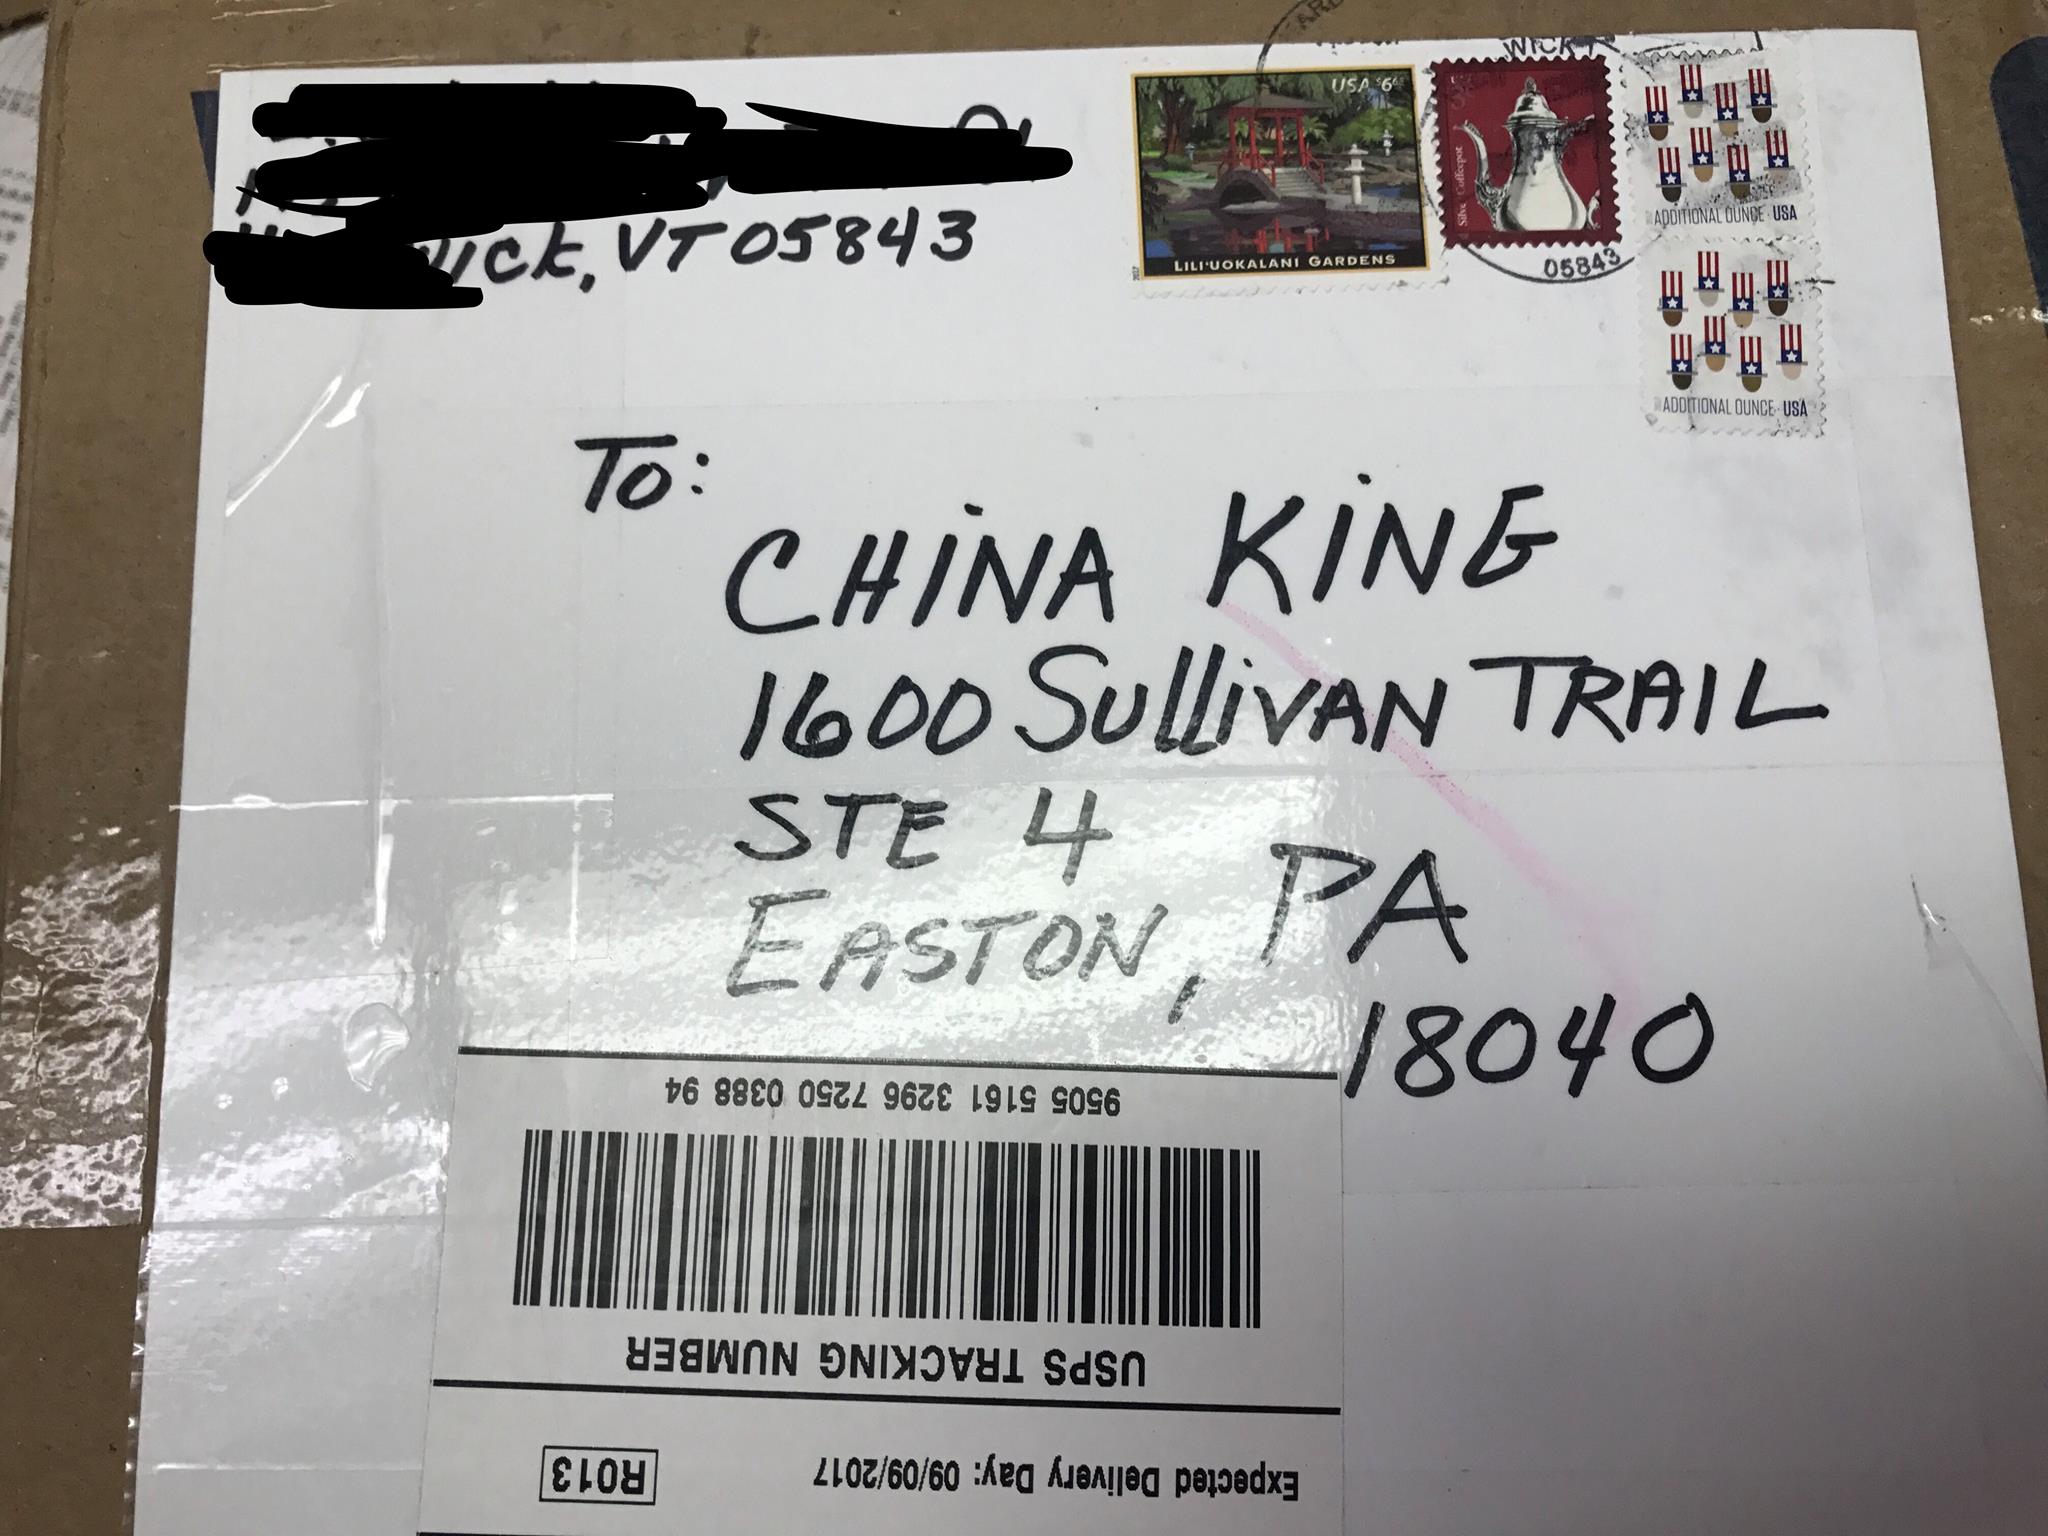 VT 05843
USA $6
LILI'UOKALANI GARDENS
Silver Coffeepot
WICK
05843
ADDITIONAL OUNCE USA
ADDITIONAL OUNCE USA
To:
CHINA KING
1600 Sullivan TRAIL
STE 4
EASTON, PA
18040
9505 5161 3296 7250 0388 94
USPS TRACKING NUMBER
Expected Delivery Day: 09/09/2017
R013